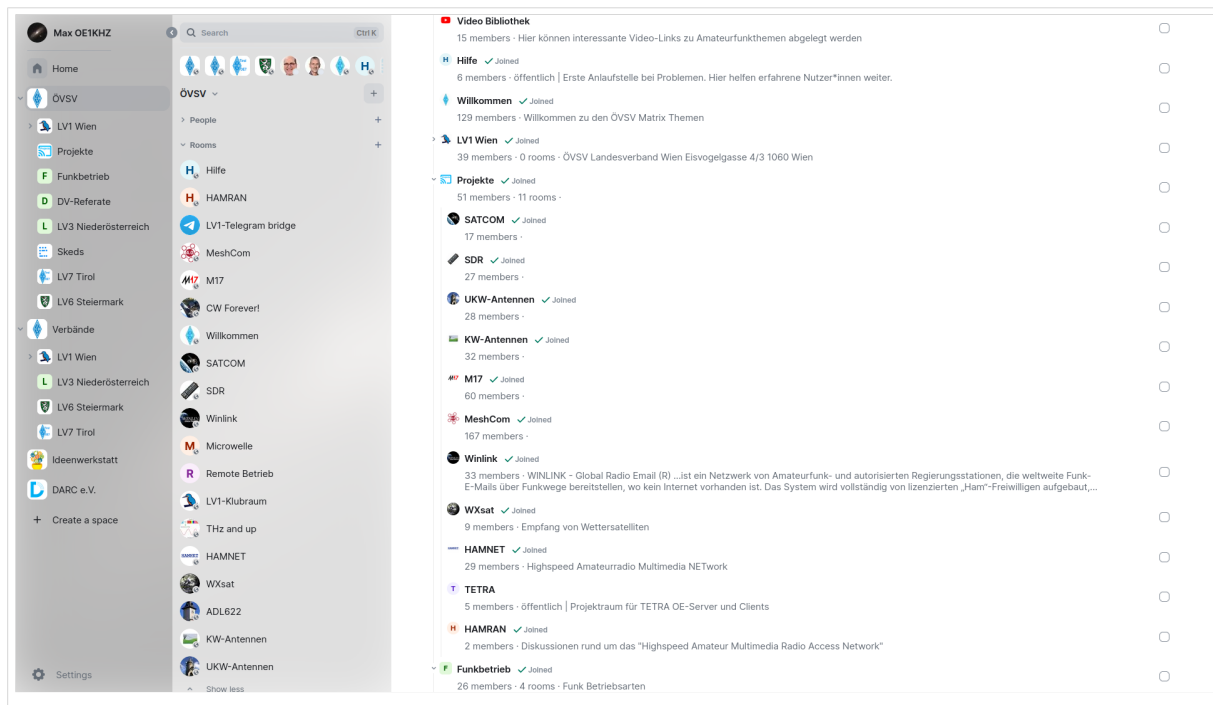 Max OE1KHZ
Home
ÖVSV
LV1 Wien
Projekte
F Funkbetrieb
D DV-Referate
L LV3 Niederösterreich
Skeds
LV7 Tirol
LV6 Steiermark
Verbände
LV1 Wien
L LV3 Niederösterreich
LV6 Steiermark
LV7 Tirol
Ideenwerkstatt
DARC e.V.
+ Create a space
Settings
Search Ctrl K
H
ÖVSV
People +
Rooms +
H Hilfe
H HAMRAN
LV1-Telegram bridge
MeshCom
M17 M17
CW Forever!
Willkommen
SATCOM
SDR
Winlink
M Microwelle
R Remote Betrieb
LV1-Klubraum
THz and up
HAMNET HAMNET
WXsat
ADL622
KW-Antennen
UKW-Antennen
Show less
Video Bibliothek
15 members · Hier können interessante Video-Links zu Amateurfunkthemen abgelegt werden
H Hilfe ✓ Joined
6 members · öffentlich | Erste Anlaufstelle bei Problemen. Hier helfen erfahrene Nutzer*innen weiter.
Willkommen ✓ Joined
129 members · Willkommen zu den ÖVSV Matrix Themen
LV1 Wien ✓ Joined
39 members · 0 rooms · ÖVSV Landesverband Wien Eisvogelgasse 4/3 1060 Wien
Projekte ✓ Joined
51 members · 11 rooms ·
SATCOM ✓ Joined
17 members ·
SDR ✓ Joined
27 members ·
UKW-Antennen ✓ Joined
28 members ·
KW-Antennen ✓ Joined
32 members ·
M17 M17 ✓ Joined
60 members ·
MeshCom ✓ Joined
167 members ·
Winlink ✓ Joined
33 members · WINLINK - Global Radio Email (R) ...ist ein Netzwerk von Amateurfunk- und autorisierten Regierungsstationen, die weltweite Funk-
E-Mails über Funkwege bereitstellen, wo kein Internet vorhanden ist. Das System wird vollständig von lizenzierten „Ham“-Freiwilligen aufgebaut,...
WXsat ✓ Joined
9 members · Empfang von Wettersatelliten
HAMNET ✓ Joined
29 members · Highspeed Amateurradio Multimedia NETwork
T TETRA
5 members · öffentlich | Projektraum für TETRA OE-Server und Clients
H HAMRAN ✓ Joined
2 members · Diskussionen rund um das "Highspeed Amateur Multimedia Radio Access Network"
F Funkbetrieb ✓ Joined
26 members · 4 rooms · Funk Betriebsarten